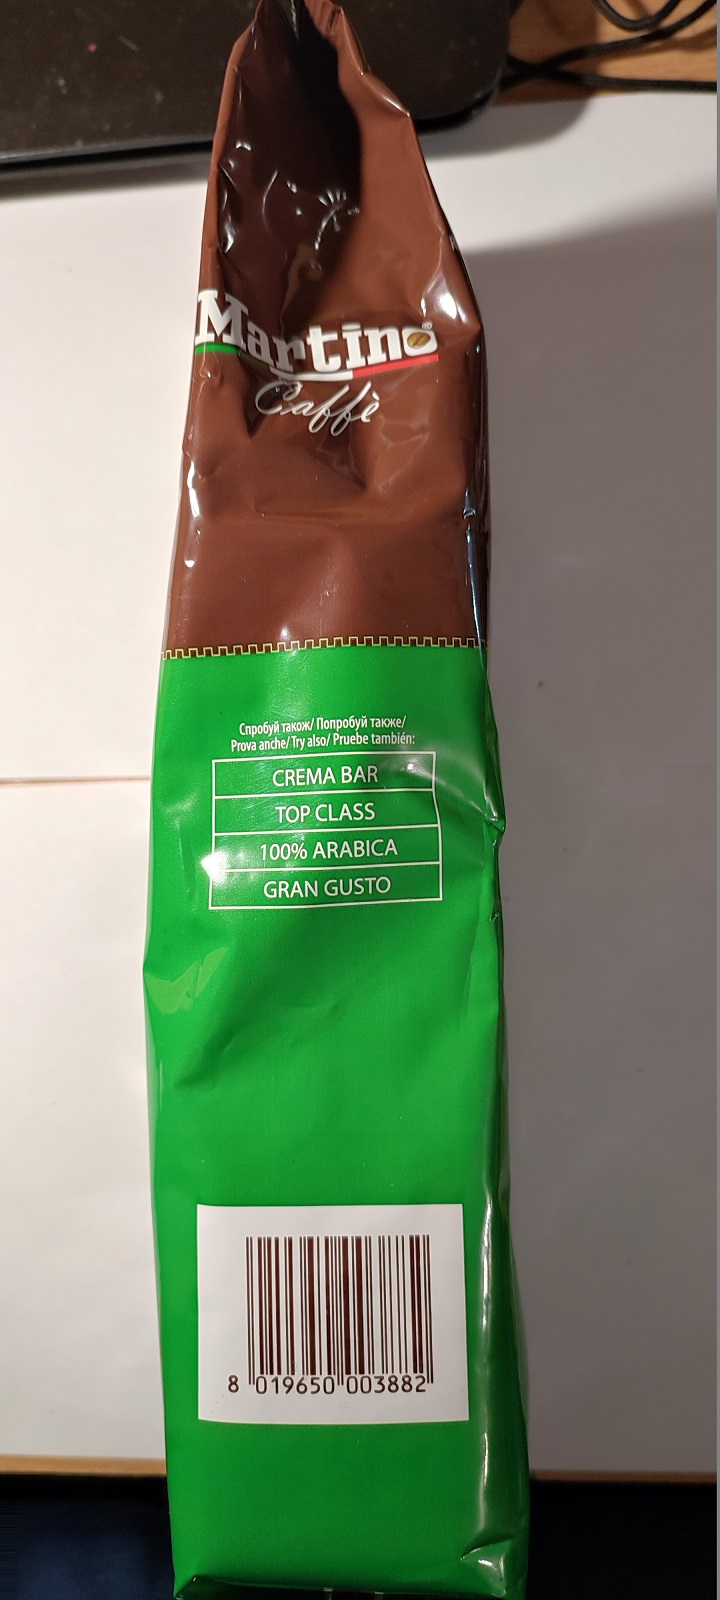 Martino®
Caffè
Спробуй також/ Попробуй также/
Prova anche/ Try also/ Pruebe también:
CREMA BAR
TOP CLASS
100% ARABICA
GRAN GUSTO
8 019650 003882